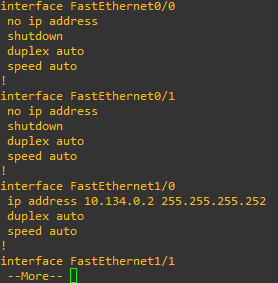 interface FastEthernet0/0
no ip address
shutdown
duplex auto
speed auto
!
interface FastEthernet0/1
no ip address
shutdown
duplex auto
speed auto
!
interface FastEthernet1/0
ip address 10.134.0.2 255.255.255.252
duplex auto
speed auto
!
interface FastEthernet1/1
--More--